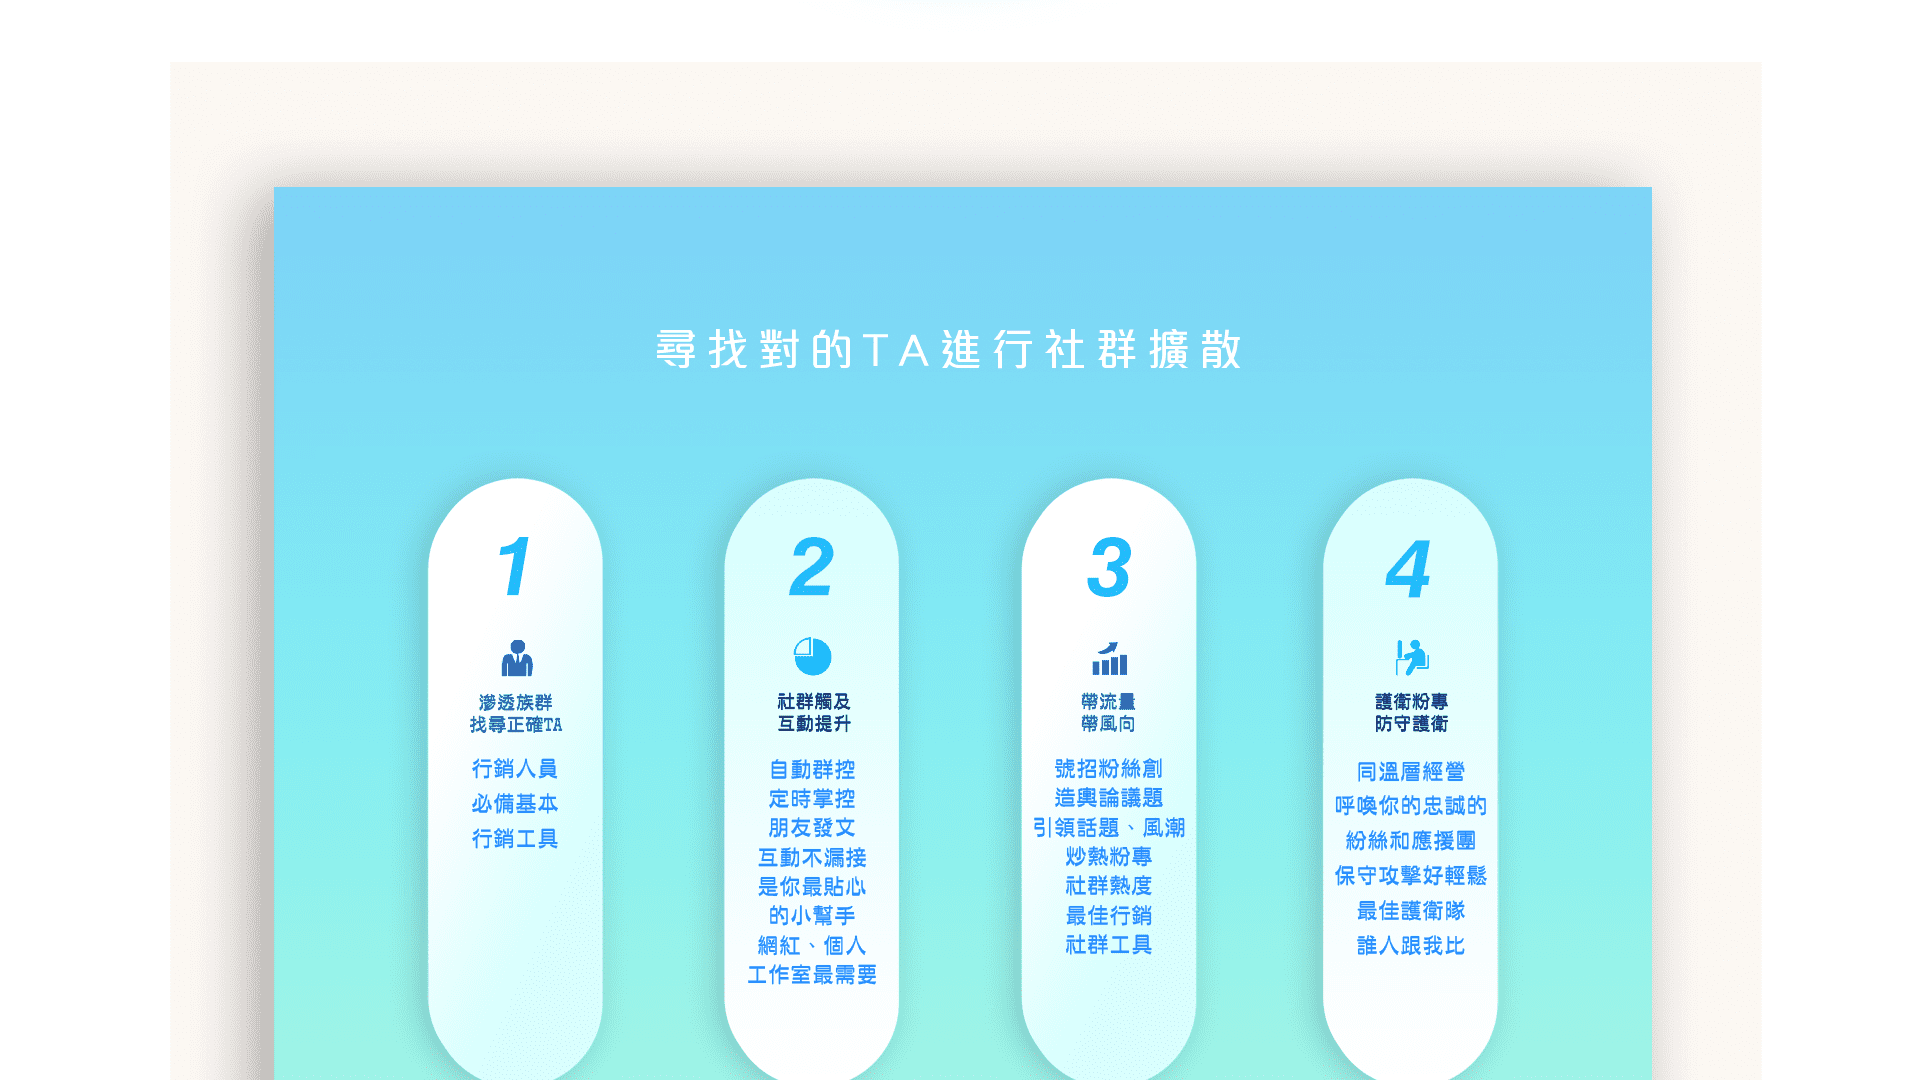 尋找對的TA進行社群擴散
1
滲透族群
找尋正確TA
行銷人員
必備基本
行銷工具
2
社群觸及
互動提升
自動群控
定時掌控
朋友發文
互動不漏接
是你最貼心
的小幫手
網紅、個人
工作室最需要
3
帶流量
帶風向
號招粉絲創
造輿論議題
引領話題、風潮
炒熱粉專
社群熱度
最佳行銷
社群工具
4
護衛粉專
防守護衛
同溫層經營
呼喚你的忠誠的
粉絲和應援團
保守攻擊好輕鬆
最佳護衛隊
誰人跟我比